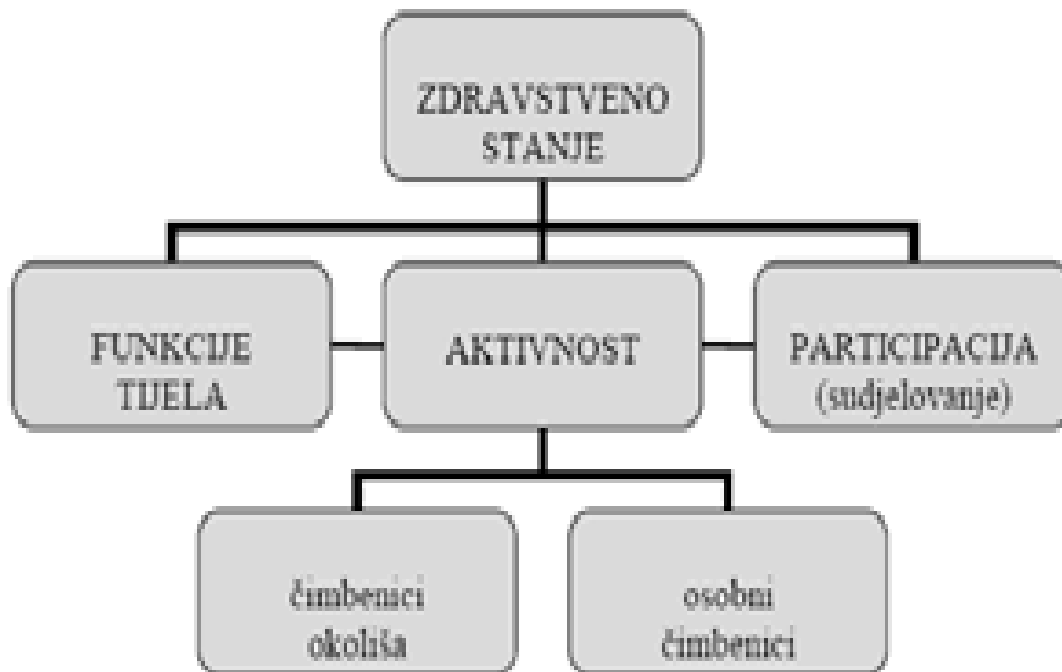 ZDRAVSTVENO
STANJE
FUNKCIJE
TIJELA
AKTIVNOST
PARTICIPACIJA
(sudjelovanje)
čimbenici
okoliša
osobni
čimbenici